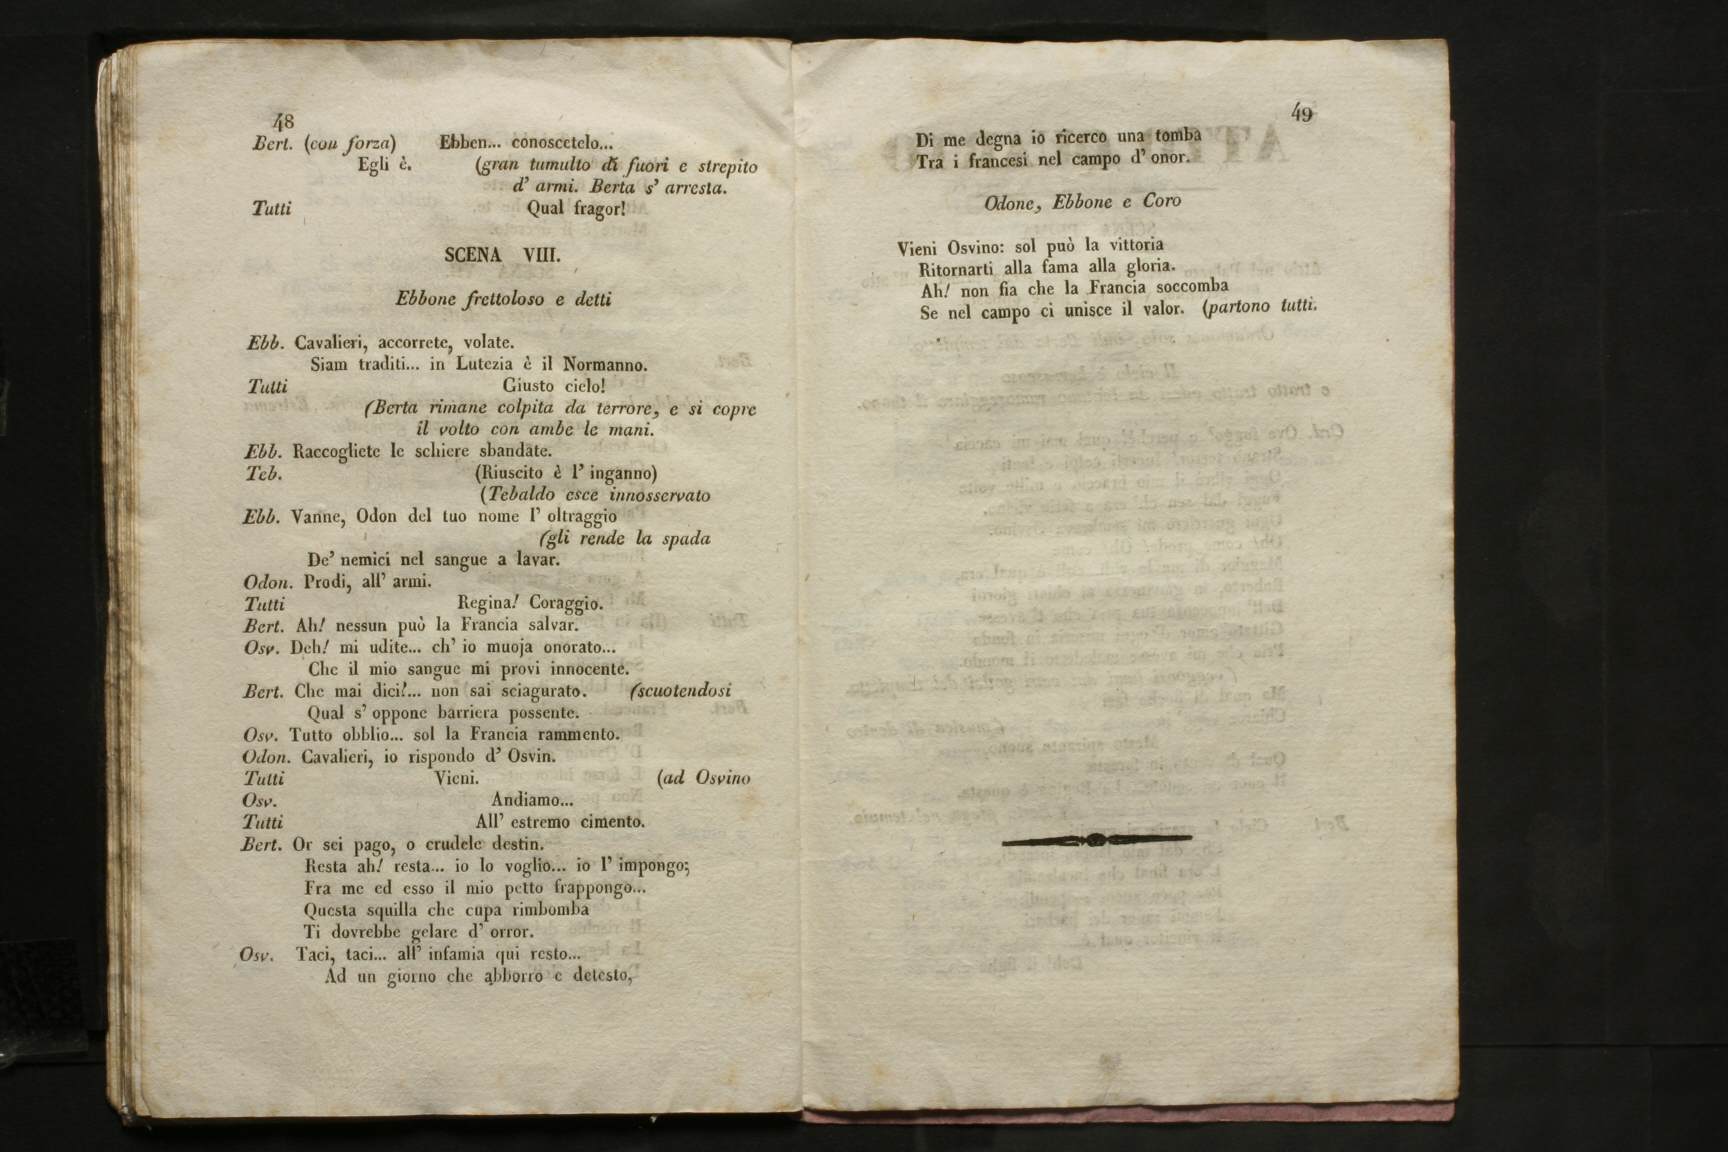 48
Bert. (con forza) Ebben... conoscetelo...
Egli è. (gran tumulto di fuori e strepito
d' armi. Berta s' arresta.
Tutti Qual fragor!
SCENA VIII.
Ebbone frettoloso e detti
Ebb. Cavalieri, accorrete, volate.
Siam traditi... in Lutezia è il Normanno.
Tutti Giusto cielo!
(Berta rimane colpita da terrore, e si copre
il volto con ambe le mani.
Ebb. Raccogliete le schiere sbandate.
Teb. (Riuscito è l' inganno)
(Tebaldo esce innosservato
Ebb. Vanne, Odon del tuo nome l' oltraggio
(gli rende la spada
De' nemici nel sangue a lavar.
Odon. Prodi, all' armi.
Tutti Regina! Coraggio.
Bert. Ah! nessun può la Francia salvar.
Osv. Deh! mi udite... ch' io muoja onorato...
Che il mio sangue mi provi innocente.
Bert. Che mai dici!... non sai sciagurato. (scuotendosi
Qual s' oppone barriera possente.
Osv. Tutto obblio... sol la Francia rammento.
Odon. Cavalieri, io rispondo d' Osvin.
Tutti Vieni. (ad Osvino
Osv. Andiamo...
Tutti All' estremo cimento.
Bert. Or sei pago, o crudele destin.
Resta ah! resta... io lo voglio... io l' impongo;
Fra me ed esso il mio petto frappongo...
Questa squilla che cupa rimbomba
Ti dovrebbe gelare d' orror.
Osv. Taci, taci... all' infamia qui resto...
Ad un giorno che abborro e detesto,
49
Di me degna io ricerco una tomba
Tra i francesi nel campo d' onor.
Odone, Ebbone e Coro
Vieni Osvino: sol può la vittoria
Ritornarti alla fama alla gloria.
Ah! non fia che la Francia soccomba
Se nel campo ci unisce il valor. (partono tutti.